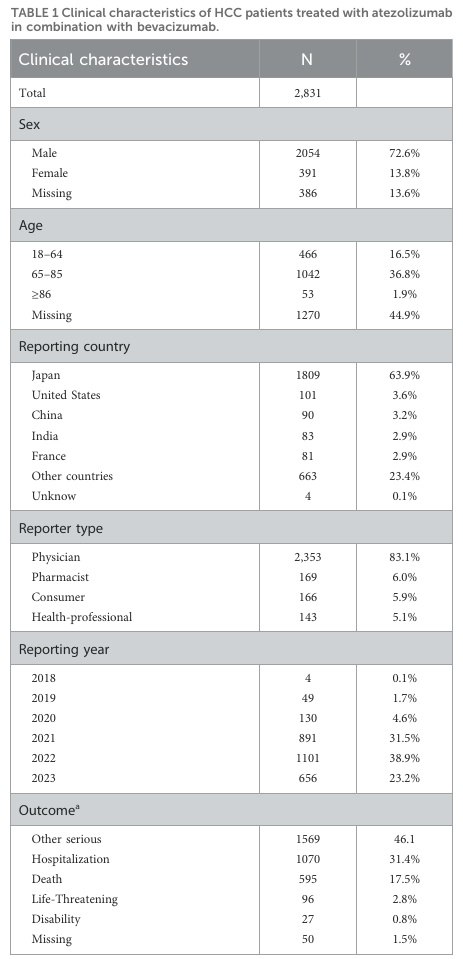 TABLE 1 Clinical characteristics of HCC patients treated with atezolizumab
in combination with bevacizumab.
Clinical characteristics N %
Total 2,831
Sex
Male 2054 72.6%
Female 391 13.8%
Missing 386 13.6%
Age
18–64 466 16.5%
65–85 1042 36.8%
≥86 53 1.9%
Missing 1270 44.9%
Reporting country
Japan 1809 63.9%
United States 101 3.6%
China 90 3.2%
India 83 2.9%
France 81 2.9%
Other countries 663 23.4%
Unknow 4 0.1%
Reporter type
Physician 2,353 83.1%
Pharmacist 169 6.0%
Consumer 166 5.9%
Health-professional 143 5.1%
Reporting year
2018 4 0.1%
2019 49 1.7%
2020 130 4.6%
2021 891 31.5%
2022 1101 38.9%
2023 656 23.2%
Outcomeᵃ
Other serious 1569 46.1
Hospitalization 1070 31.4%
Death 595 17.5%
Life-Threatening 96 2.8%
Disability 27 0.8%
Missing 50 1.5%